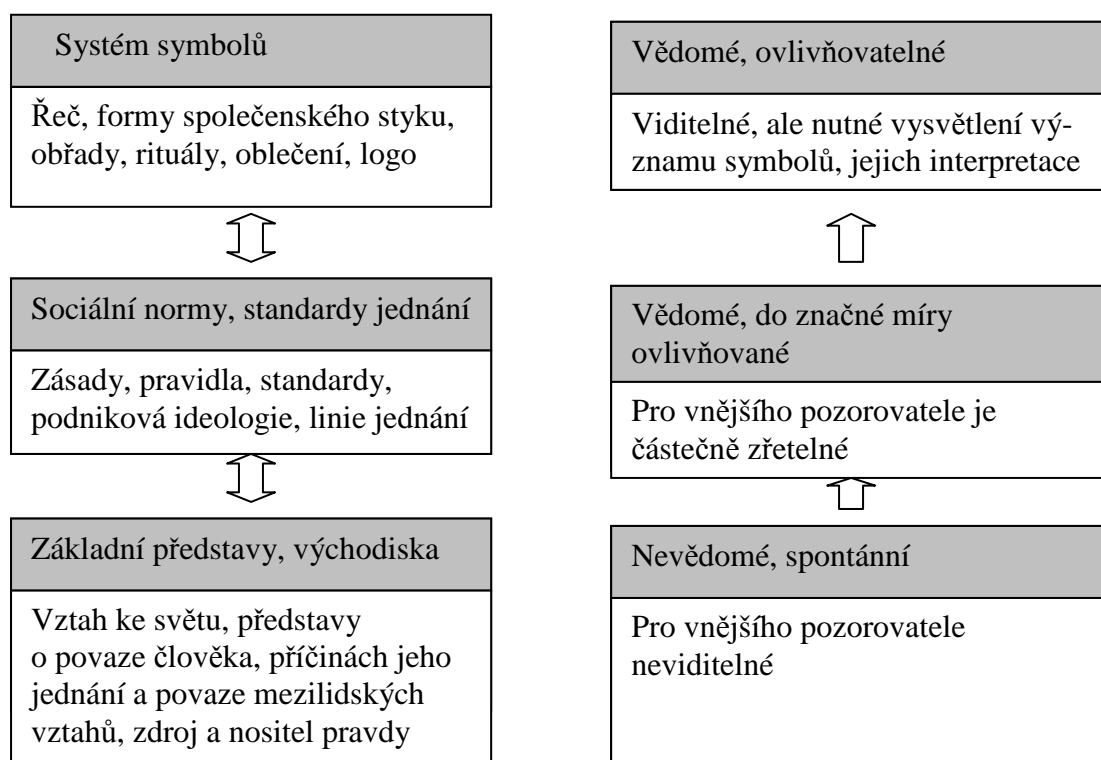 Systém symbolů
Řeč, formy společenského styku,
obřady, rituály, oblečení, logo
Sociální normy, standardy jednání
Zásady, pravidla, standardy,
podniková ideologie, linie jednání
Základní představy, východiska
Vztah ke světu, představy
o povaze člověka, příčinách jeho
jednání a povaze mezilidských
vztahů, zdroj a nositel pravdy
Vědomé, ovlivňovatelné
Viditelné, ale nutné vysvětlení vý-
znamu symbolů, jejich interpretace
Vědomé, do značné míry
ovlivňované
Pro vnějšího pozorovatele je
částečně zřetelné
Nevědomé, spontánní
Pro vnějšího pozorovatele
neviditelné